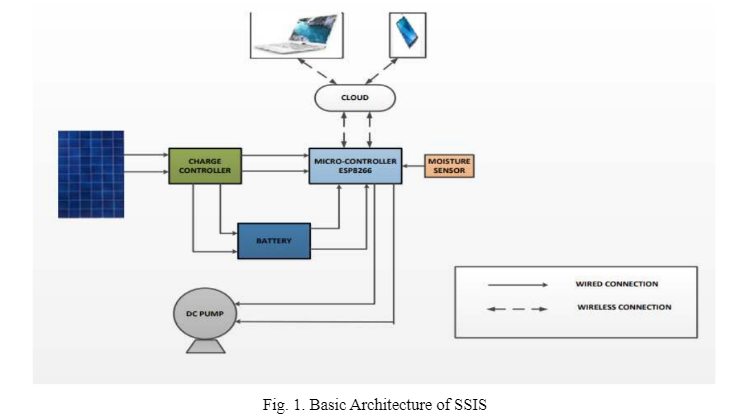 CLOUD
CHARGE
CONTROLLER
MICRO-CONTROLLER
ESP8266
MOISTURE
SENSOR
BATTERY
DC PUMP
WIRED CONNECTION
WIRELESS CONNECTION
Fig. 1. Basic Architecture of SSIS